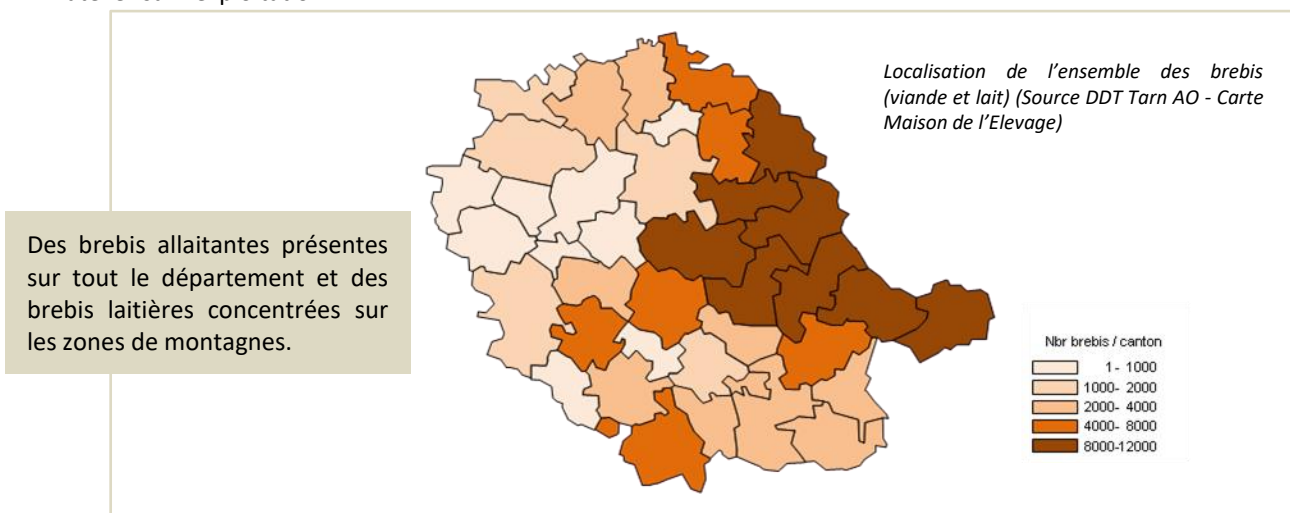 Localisation de l'ensemble des brebis
(viande et lait) (Source DDT Tarn AO - Carte
Maison de l'Elevage)
Des brebis allaitantes présentes
sur tout le département et des
brebis laitières concentrées sur
les zones de montagnes.
Nbr brebis / canton
1- 1000
1000- 2000
2000- 4000
4000- 8000
8000-12000